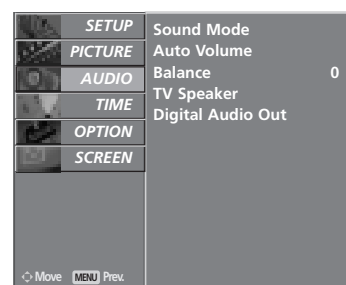 SETUP
PICTURE
AUDIO
TIME
OPTION
SCREEN
Sound Mode
Auto Volume
Balance 0
TV Speaker
Digital Audio Out
Move MENU Prev.